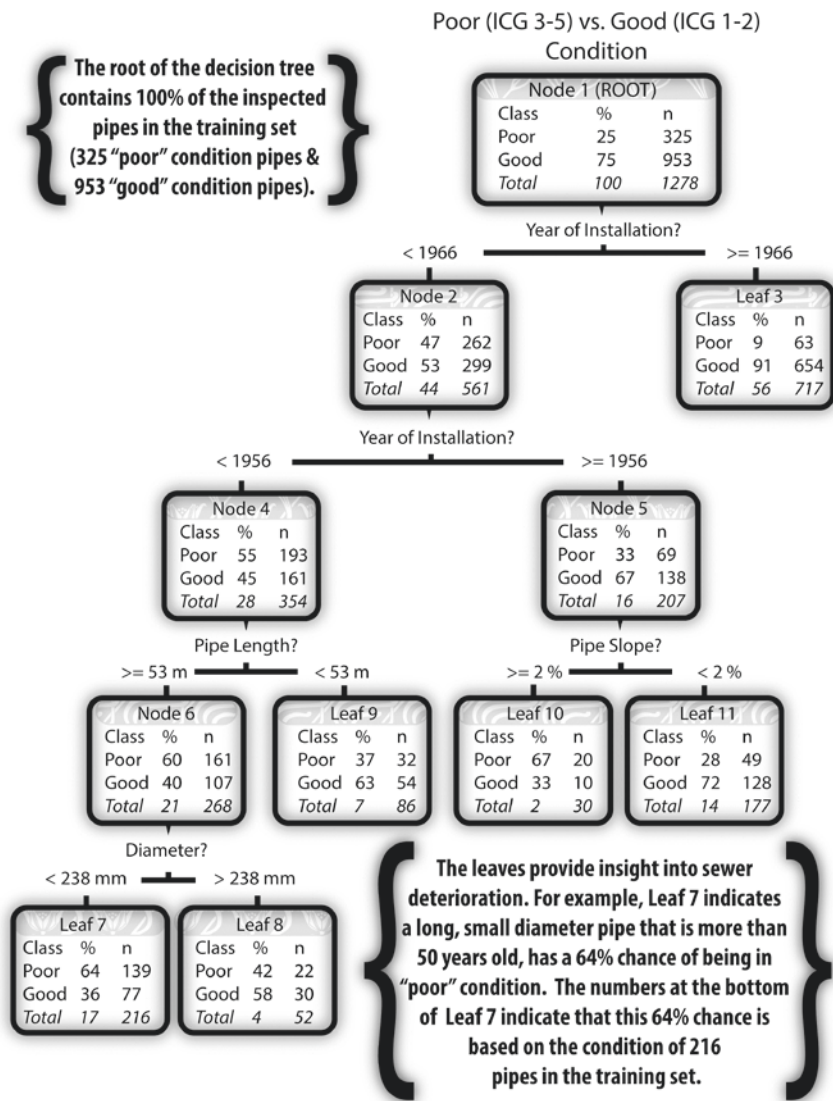 Poor (ICG 3-5) vs. Good (ICG 1-2)
Condition
The root of the decision tree
contains 100% of the inspected
pipes in the training set
(325 “poor” condition pipes &
953 “good” condition pipes).
Node 1 (ROOT)
Class % n
Poor 25 325
Good 75 953
Total 100 1278
Year of Installation?
< 1966
>= 1966
Node 2
Class % n
Poor 47 262
Good 53 299
Total 44 561
Leaf 3
Class % n
Poor 9 63
Good 91 654
Total 56 717
Year of Installation?
< 1956
>= 1956
Node 4
Class % n
Poor 55 193
Good 45 161
Total 28 354
Node 5
Class % n
Poor 33 69
Good 67 138
Total 16 207
Pipe Length?
Pipe Slope?
>= 53 m
< 53 m
>= 2 %
< 2 %
Node 6
Class % n
Poor 60 161
Good 40 107
Total 21 268
Leaf 9
Class % n
Poor 37 32
Good 63 54
Total 7 86
Leaf 10
Class % n
Poor 67 20
Good 33 10
Total 2 30
Leaf 11
Class % n
Poor 28 49
Good 72 128
Total 14 177
Diameter?
< 238 mm
> 238 mm
Leaf 7
Class % n
Poor 64 139
Good 36 77
Total 17 216
Leaf 8
Class % n
Poor 42 22
Good 58 30
Total 4 52
The leaves provide insight into sewer
deterioration. For example, Leaf 7 indicates
a long, small diameter pipe that is more than
50 years old, has a 64% chance of being in
“poor” condition. The numbers at the bottom
of Leaf 7 indicate that this 64% chance is
based on the condition of 216
pipes in the training set.